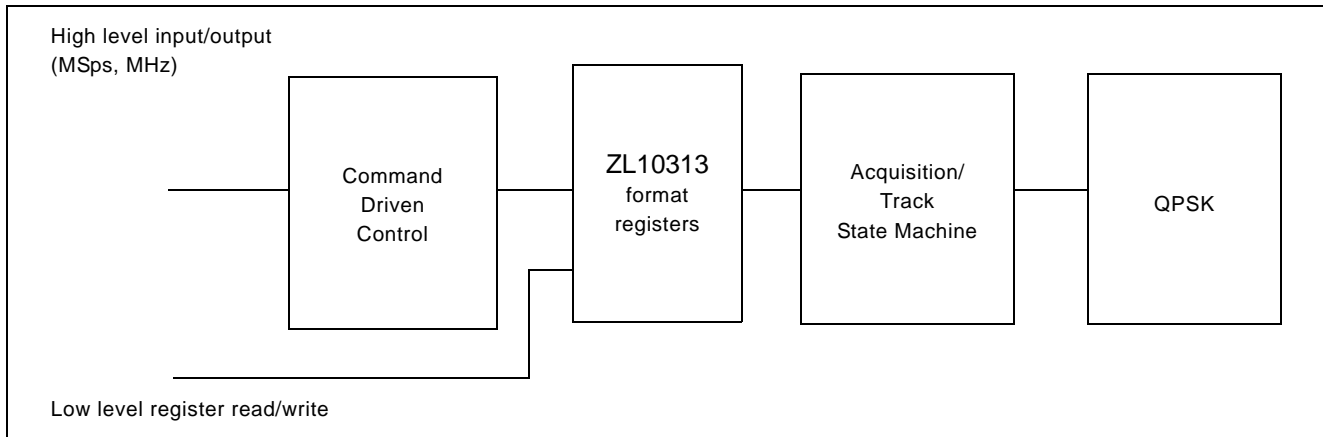 High level input/output
(MSps, MHz)
Command
Driven
Control
ZL10313
format
registers
Acquisition/
Track
State Machine
QPSK
Low level register read/write